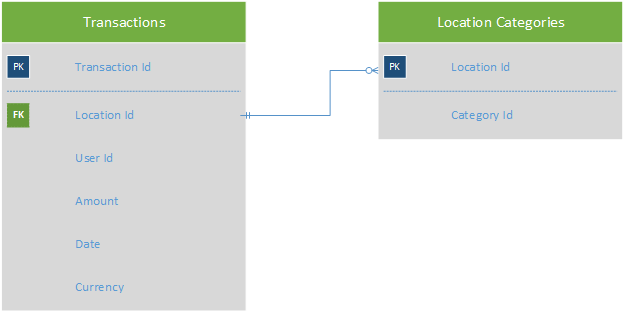 Transactions
PK Transaction Id
FK Location Id
User Id
Amount
Date
Currency
Location Categories
PK Location Id
Category Id